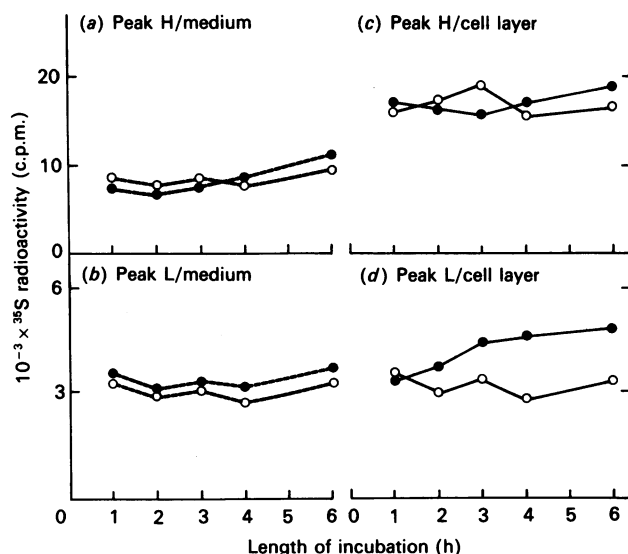 (a) Peak H/medium
(c) Peak H/cell layer
20
10
0
(b) Peak L/medium
(d) Peak L/cell layer
6
3
0 1 2 3 4 5 6 0 1 2 3 4 5 6
Length of incubation (h)
10⁻³ × ³⁵S radioactivity (c.p.m.)